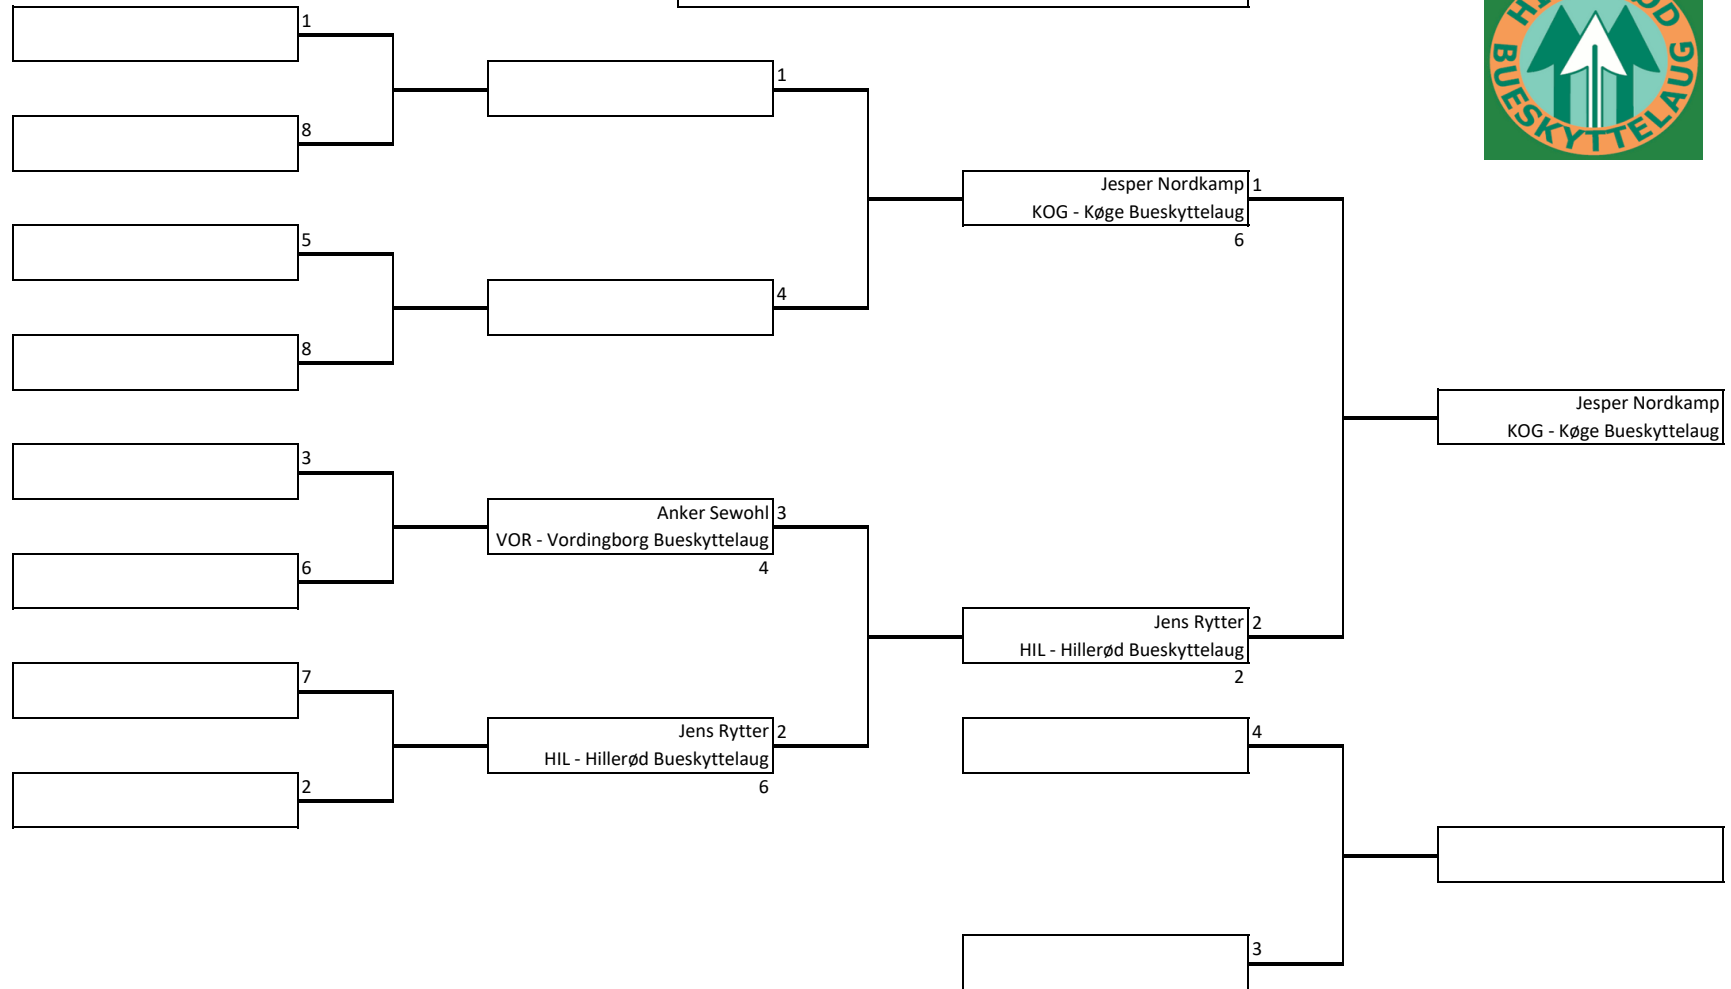 1
8
5
8
3
6
7
2
1
4
Anker Sewohl 3
VOR - Vordingborg Bueskyttelaug
4
Jens Rytter 2
HIL - Hillerød Bueskyttelaug
6
Jesper Nordkamp 1
KOG - Køge Bueskyttelaug
6
Jens Rytter 2
HIL - Hillerød Bueskyttelaug
2
4
3
Jesper Nordkamp
KOG - Køge Bueskyttelaug
BUESKYTTELAUG